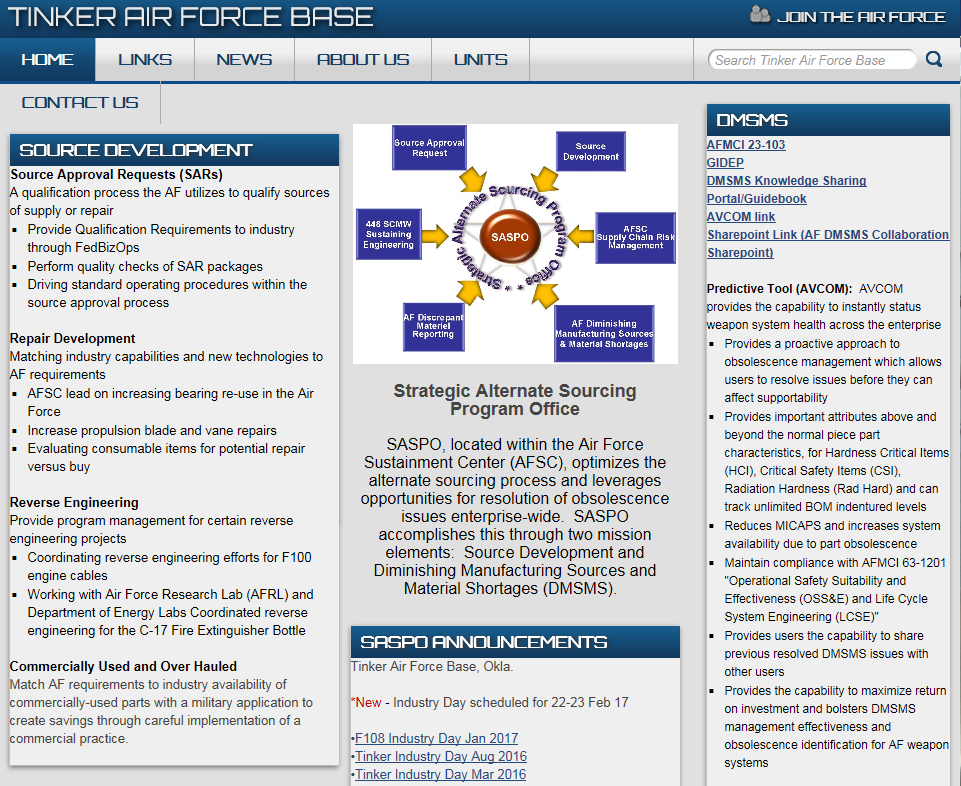 TINKER AIR FORCE BASE
JOIN THE AIR FORCE
HOME
LINKS
NEWS
ABOUT US
UNITS
Search Tinker Air Force Base
CONTACT US
SOURCE DEVELOPMENT
Source Approval Requests (SARs)
A qualification process the AF utilizes to qualify sources
of supply or repair
▪ Provide Qualification Requirements to industry
through FedBizOps
▪ Perform quality checks of SAR packages
▪ Driving standard operating procedures within the
source approval process
Repair Development
Matching industry capabilities and new technologies to
AF requirements
▪ AFSC lead on increasing bearing re-use in the Air
Force
▪ Increase propulsion blade and vane repairs
▪ Evaluating consumable items for potential repair
versus buy
Reverse Engineering
Provide program management for certain reverse
engineering projects
▪ Coordinating reverse engineering efforts for F100
engine cables
▪ Working with Air Force Research Lab (AFRL) and
Department of Energy Labs Coordinated reverse
engineering for the C-17 Fire Extinguisher Bottle
Commercially Used and Over Hauled
Match AF requirements to industry availability of
commercially-used parts with a military application to
create savings through careful implementation of a
commercial practice.
Source Approval
Request
Source
Development
448 SCMW
Sustaining
Engineering
AFSC
Supply Chain Risk
Management
AF Discrepant
Materiel
Reporting
AF Diminishing
Manufacturing Sources
& Material Shortages
* Strategic Alternate Sourcing Program Office *
SASPO
Strategic Alternate Sourcing
Program Office
SASPO, located within the Air Force
Sustainment Center (AFSC), optimizes the
alternate sourcing process and leverages
opportunities for resolution of obsolescence
issues enterprise-wide.  SASPO
accomplishes this through two mission
elements:  Source Development and
Diminishing Manufacturing Sources and
Material Shortages (DMSMS).
SASPO ANNOUNCEMENTS
Tinker Air Force Base, Okla.
*New - Industry Day scheduled for 22-23 Feb 17
•F108 Industry Day Jan 2017
•Tinker Industry Day Aug 2016
•Tinker Industry Day Mar 2016
DMSMS
AFMCI 23-103
GIDEP
DMSMS Knowledge Sharing
Portal/Guidebook
AVCOM link
Sharepoint Link (AF DMSMS Collaboration
Sharepoint)
Predictive Tool (AVCOM):  AVCOM
provides the capability to instantly status
weapon system health across the enterprise
▪ Provides a proactive approach to
obsolescence management which allows
users to resolve issues before they can
affect supportability
▪ Provides important attributes above and
beyond the normal piece part
characteristics, for Hardness Critical Items
(HCI), Critical Safety Items (CSI),
Radiation Hardness (Rad Hard) and can
track unlimited BOM indentured levels
▪ Reduces MICAPS and increases system
availability due to part obsolescence
▪ Maintain compliance with AFMCI 63-1201
"Operational Safety Suitability and
Effectiveness (OSS&E) and Life Cycle
System Engineering (LCSE)"
▪ Provides users the capability to share
previous resolved DMSMS issues with
other users
▪ Provides the capability to maximize return
on investment and bolsters DMSMS
management effectiveness and
obsolescence identification for AF weapon
systems